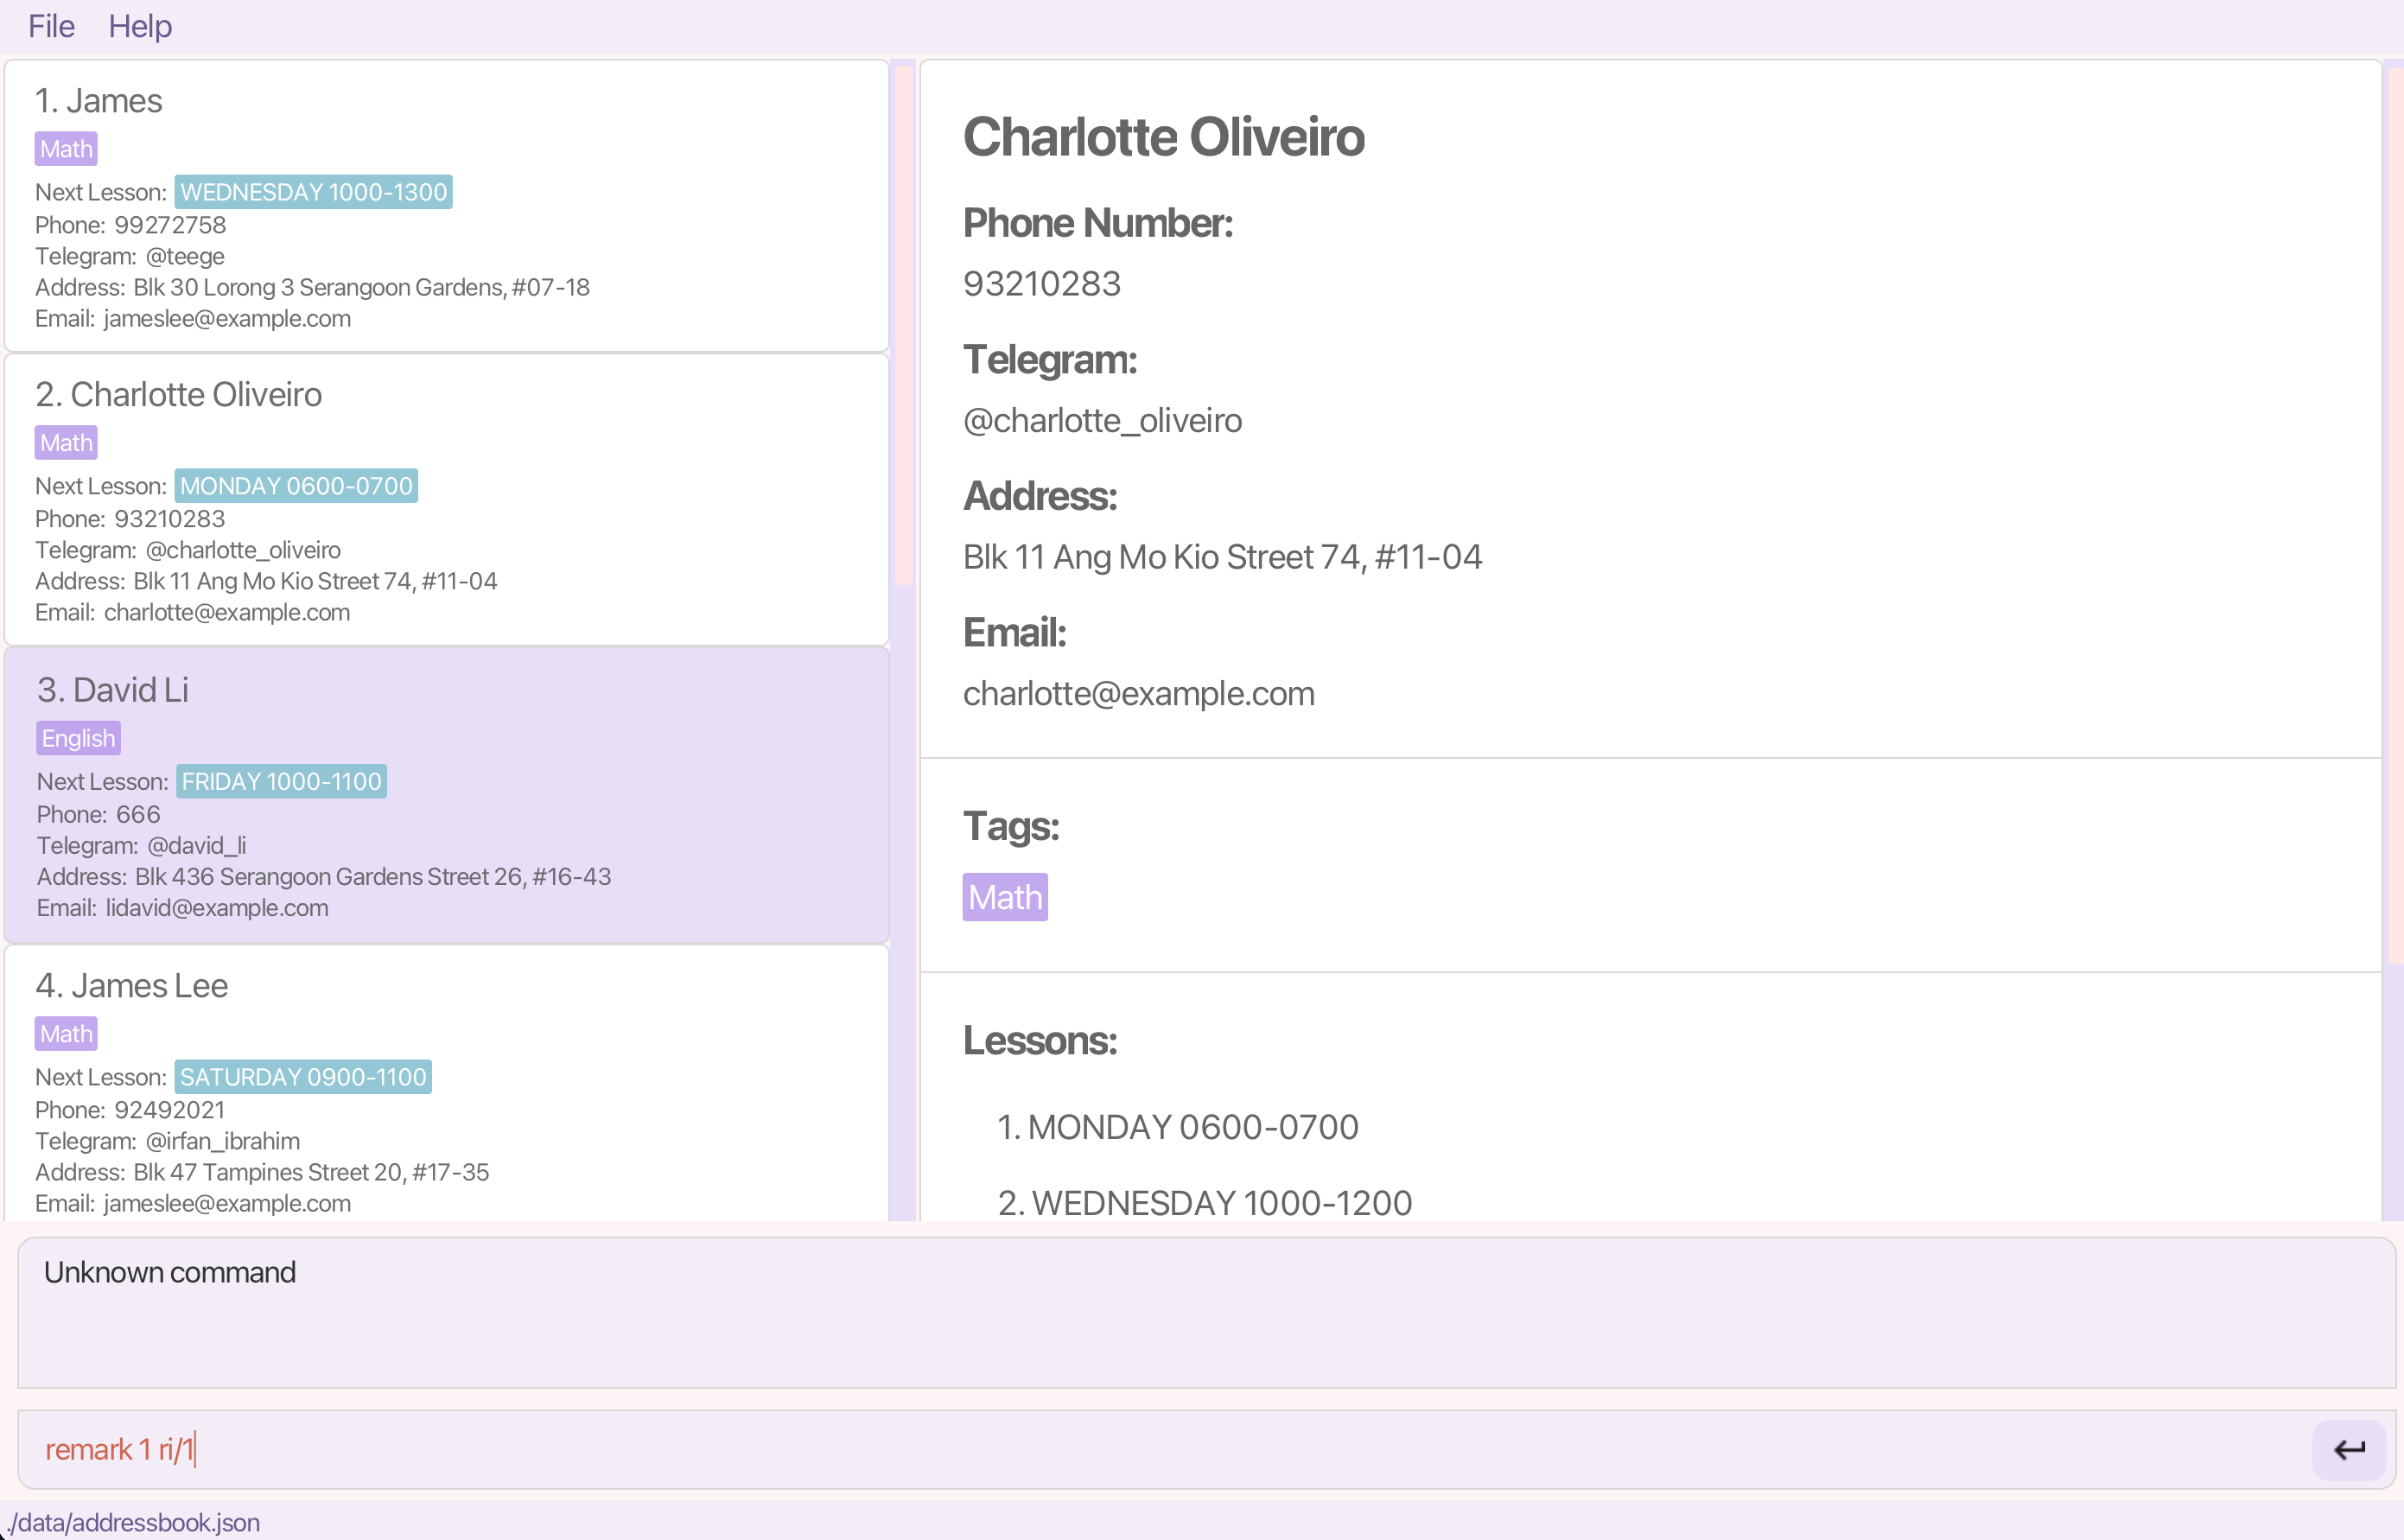 File Help
1. James
Math
Next Lesson: WEDNESDAY 1000-1300
Phone: 99272758
Telegram: @teege
Address: Blk 30 Lorong 3 Serangoon Gardens, #07-18
Email: jameslee@example.com
2. Charlotte Oliveiro
Math
Next Lesson: MONDAY 0600-0700
Phone: 93210283
Telegram: @charlotte_oliveiro
Address: Blk 11 Ang Mo Kio Street 74, #11-04
Email: charlotte@example.com
3. David Li
English
Next Lesson: FRIDAY 1000-1100
Phone: 666
Telegram: @david_li
Address: Blk 436 Serangoon Gardens Street 26, #16-43
Email: lidavid@example.com
4. James Lee
Math
Next Lesson: SATURDAY 0900-1100
Phone: 92492021
Telegram: @irfan_ibrahim
Address: Blk 47 Tampines Street 20, #17-35
Email: jameslee@example.com
Charlotte Oliveiro
Phone Number:
93210283
Telegram:
@charlotte_oliveiro
Address:
Blk 11 Ang Mo Kio Street 74, #11-04
Email:
charlotte@example.com
Tags:
Math
Lessons:
1. MONDAY 0600-0700
2. WEDNESDAY 1000-1200
Unknown command
remark 1 ri/1
./data/addressbook.json